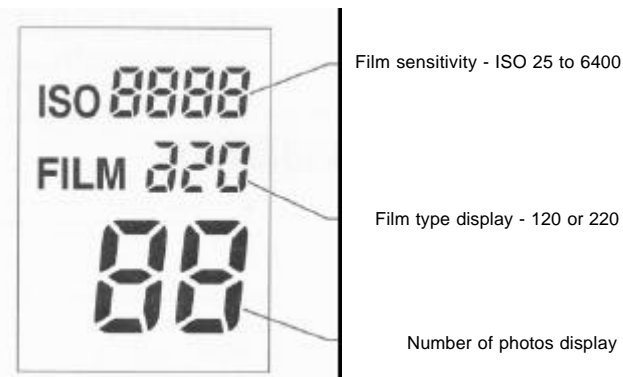 ISO 8888
Film sensitivity - ISO 25 to 6400
FILM 220
Film type display - 120 or 220
88
Number of photos display